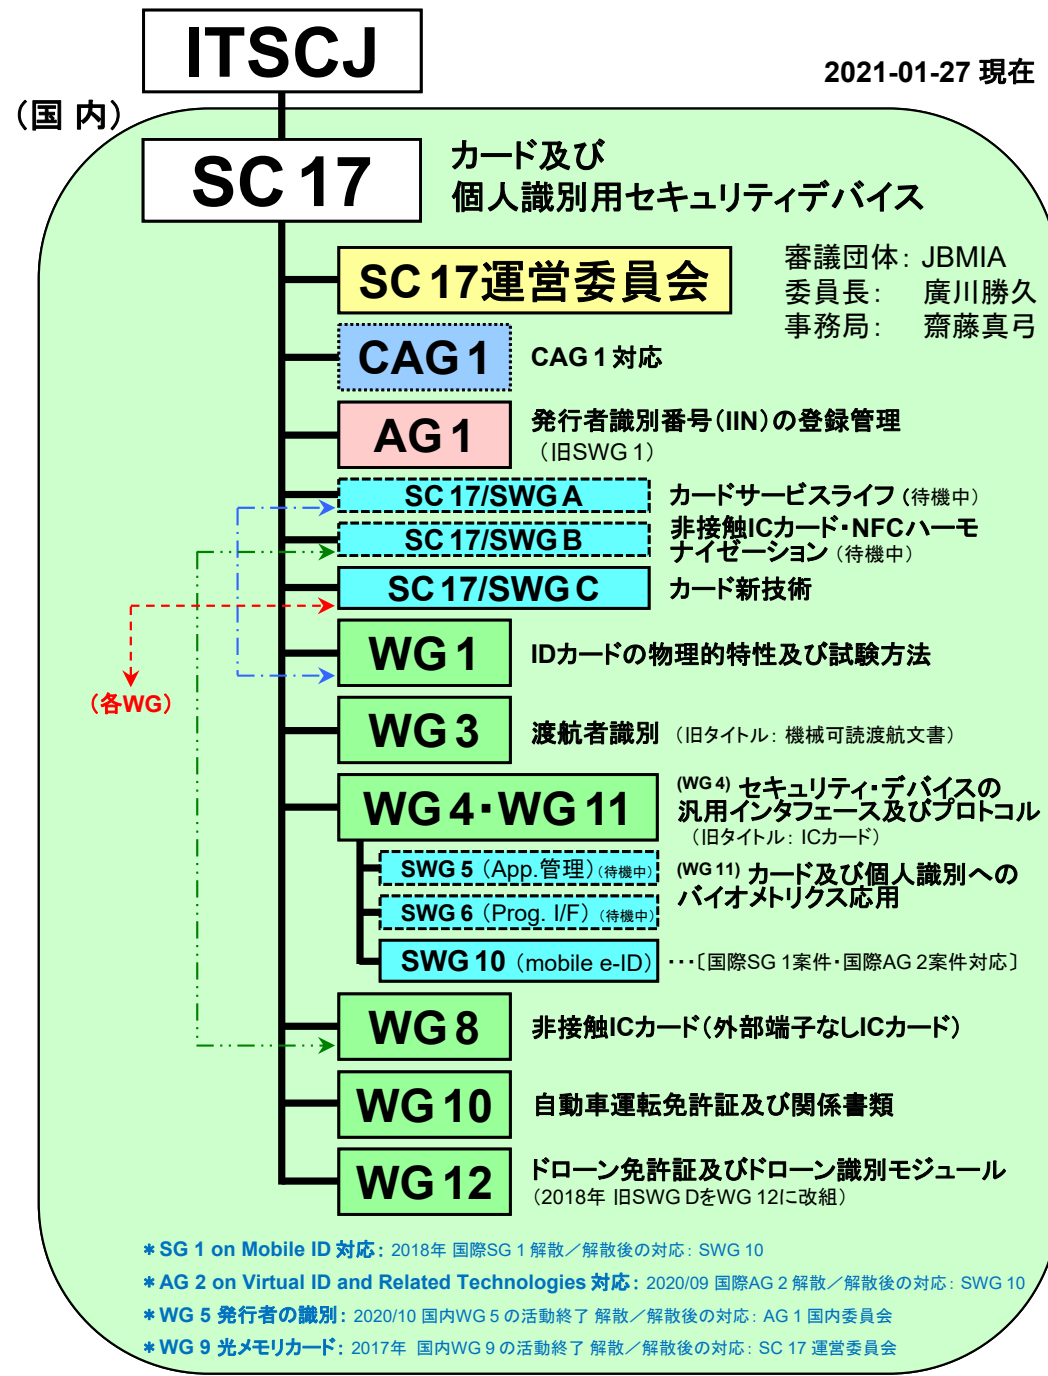 ITSCJ
2021-01-27 現在
（国 内）
SC 17
カード及び
個人識別用セキュリティデバイス
SC 17運営委員会
審議団体： JBMIA
委員長： 廣川勝久
事務局： 齋藤真弓
CAG 1
CAG 1 対応
AG 1
発行者識別番号（IIN）の登録管理
（旧SWG 1）
SC 17/SWG A
カードサービスライフ（待機中）
SC 17/SWG B
非接触ICカード・NFCハーモ
ナイゼーション（待機中）
SC 17/SWG C
カード新技術
WG 1
IDカードの物理的特性及び試験方法
（各WG）
WG 3
渡航者識別 （旧タイトル： 機械可読渡航文書）
WG 4・WG 11
(WG 4) セキュリティ・デバイスの
汎用インタフェース及びプロトコル
（旧タイトル： ICカード）
SWG 5（App.管理）（待機中）
(WG 11) カード及び個人識別への
バイオメトリクス応用
SWG 6（Prog. I/F）（待機中）
SWG 10（mobile e-ID）
・・・〔国際SG 1案件・国際AG 2案件対応〕
WG 8
非接触ICカード（外部端子なしICカード）
WG 10
自動車運転免許証及び関係書類
WG 12
ドローン免許証及びドローン識別モジュール
（2018年 旧SWG DをWG 12に改組）
＊SG 1 on Mobile ID 対応： 2018年 国際SG 1 解散／解散後の対応： SWG 10
＊AG 2 on Virtual ID and Related Technologies 対応： 2020/09 国際AG 2 解散／解散後の対応： SWG 10
＊WG 5 発行者の識別： 2020/10 国内WG 5 の活動終了 解散／解散後の対応： AG 1 国内委員会
＊WG 9 光メモリカード： 2017年 国内WG 9 の活動終了 解散／解散後の対応： SC 17 運営委員会